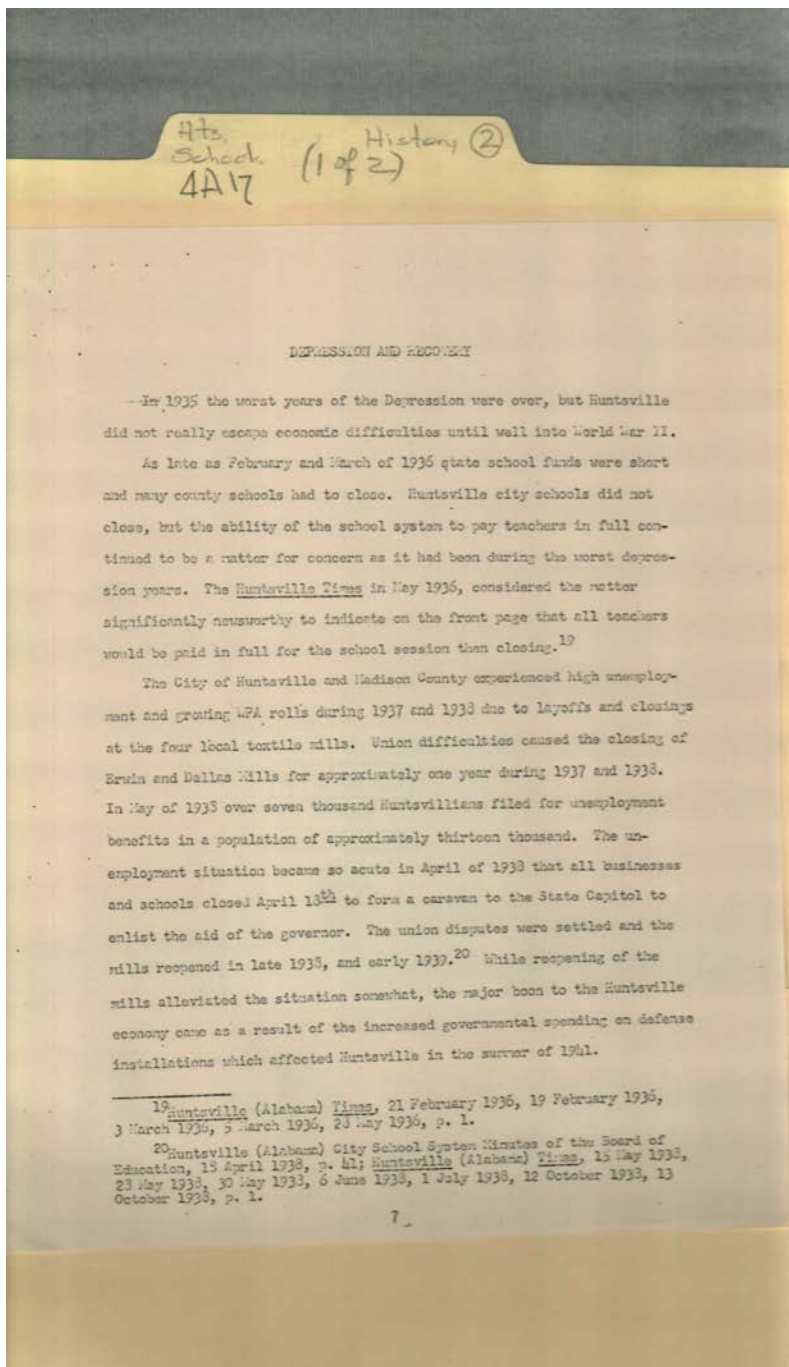 Hts. History ②
School (1 of 2)
4A17
DEPRESSION AND RECOVERY
In 1935 the worst years of the Depression were over, but Huntsville
did not really escape economic difficulties until well into World War II.
As late as February and March of 1936 state school funds were short
and many county schools had to close. Huntsville city schools did not
close, but the ability of the school system to pay teachers in full con-
tinued to be a matter for concern as it had been during the worst depres-
sion years. The Huntsville Times in May 1936, considered the matter
significantly newsworthy to indicate on the front page that all teachers
would be paid in full for the school session then closing.19
The City of Huntsville and Madison County experienced high unemploy-
ment and growing WPA rolls during 1937 and 1938 due to layoffs and closings
at the four local textile mills. Union difficulties caused the closing of
Erwin and Dallas Mills for approximately one year during 1937 and 1938.
In May of 1938 over seven thousand Huntsvillians filed for unemployment
benefits in a population of approximately thirteen thousand. The un-
employment situation became so acute in April of 1938 that all businesses
and schools closed April 18th to form a caravan to the State Capitol to
enlist the aid of the governor. The union disputes were settled and the
mills reopened in late 1938, and early 1939.20 While reopening of the
mills alleviated the situation somewhat, the major boon to the Huntsville
economy came as a result of the increased governmental spending on defense
installations which affected Huntsville in the summer of 1941.
19Huntsville (Alabama) Times, 21 February 1936, 19 February 1936,
3 March 1936, 5 March 1936, 23 May 1936, p. 1.
20Huntsville (Alabama) City School System Minutes of the Board of
Education, 18 April 1938, p. 41; Huntsville (Alabama) Times, 15 May 1938,
23 May 1938, 30 May 1938, 6 June 1938, 1 July 1938, 12 October 1938, 13
October 1938, p. 1.
7